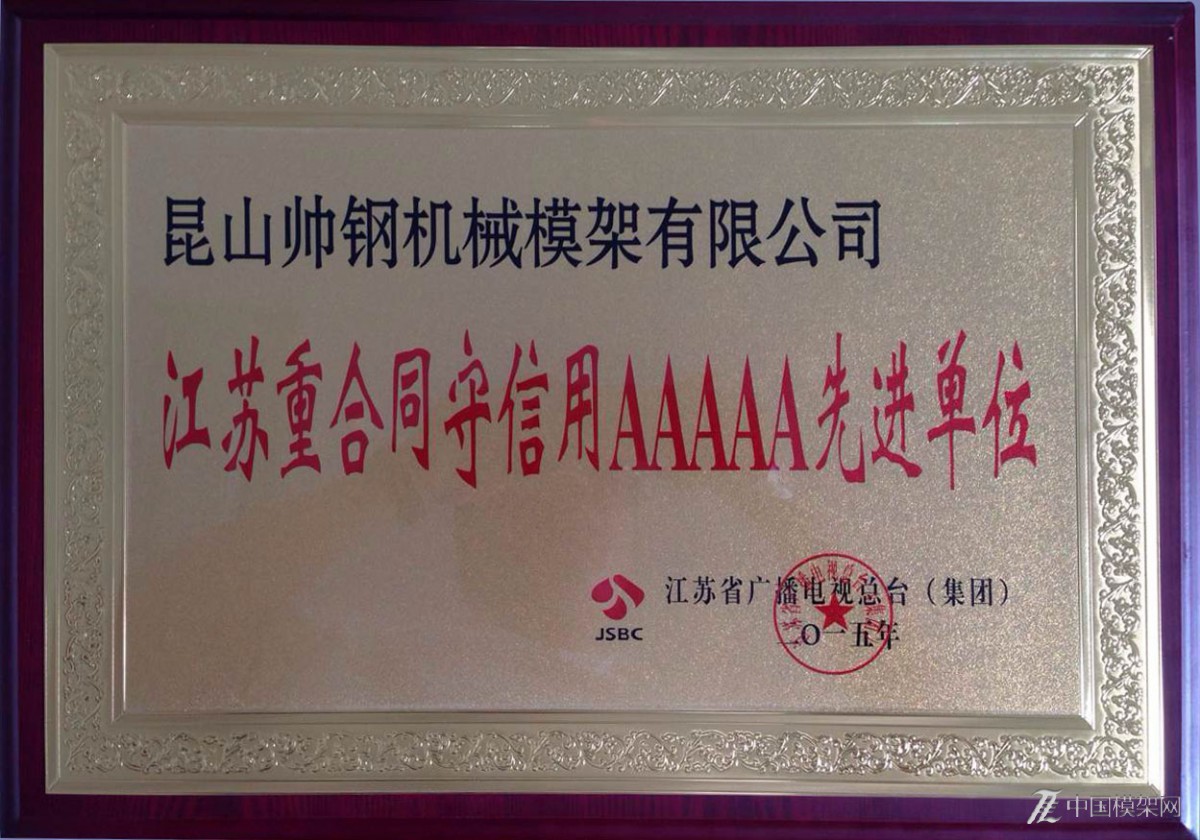 昆山帅钢机械模架有限公司
江苏重合同守信用AAAAA先进单位
JSBC
江苏省广播电视总台（集团）
二〇一五年
中国模架网